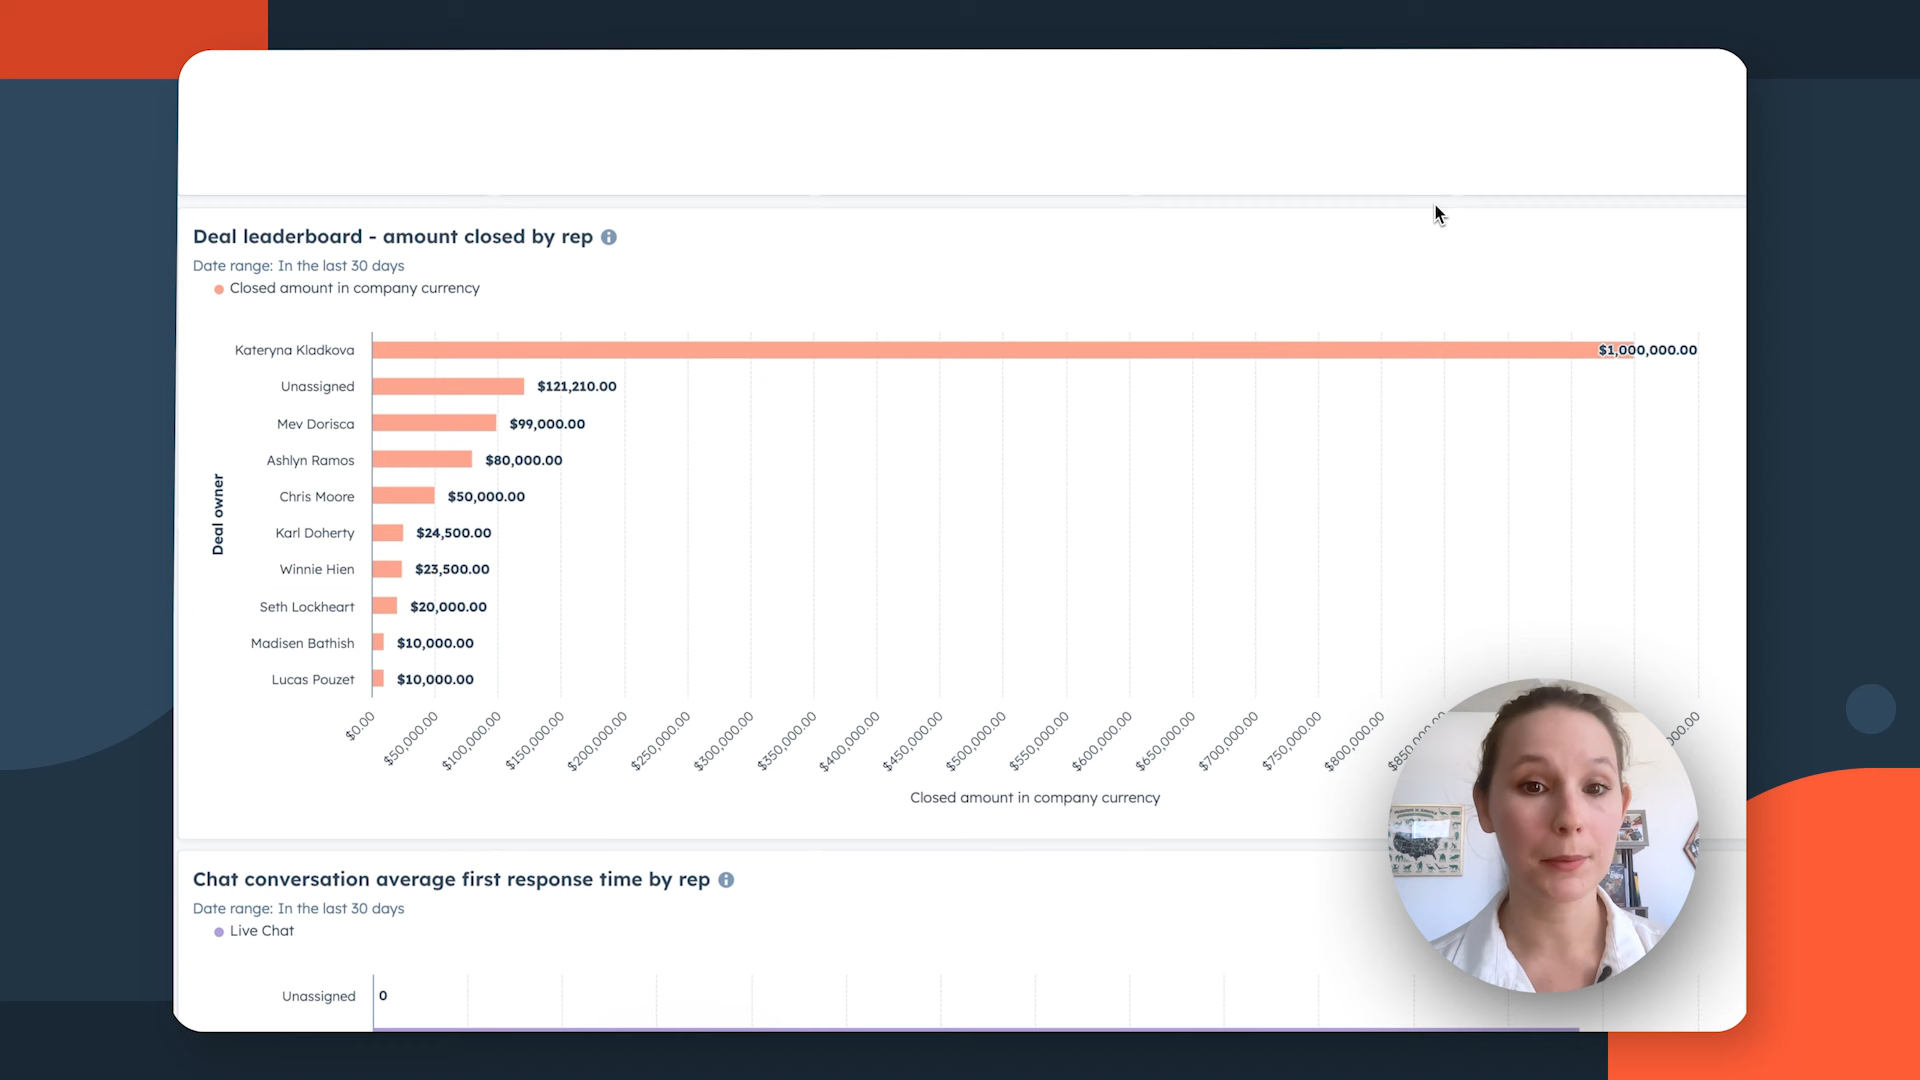 Deal leaderboard - amount closed by rep
Date range: In the last 30 days
Closed amount in company currency
Kateryna Kladkova
$1,000,000.00
Unassigned
$121,210.00
Mev Dorisca
$99,000.00
Ashlyn Ramos
$80,000.00
Chris Moore
$50,000.00
Karl Doherty
$24,500.00
Winnie Hien
$23,500.00
Seth Lockheart
$20,000.00
Madisen Bathish
$10,000.00
Lucas Pouzet
$10,000.00
Deal owner
$0.00
$50,000.00
$100,000.00
$150,000.00
$200,000.00
$250,000.00
$300,000.00
$350,000.00
$400,000.00
$450,000.00
$500,000.00
$550,000.00
$600,000.00
$650,000.00
$700,000.00
$750,000.00
$800,000.00
Closed amount in company currency
Chat conversation average first response time by rep
Date range: In the last 30 days
Live Chat
Unassigned
0